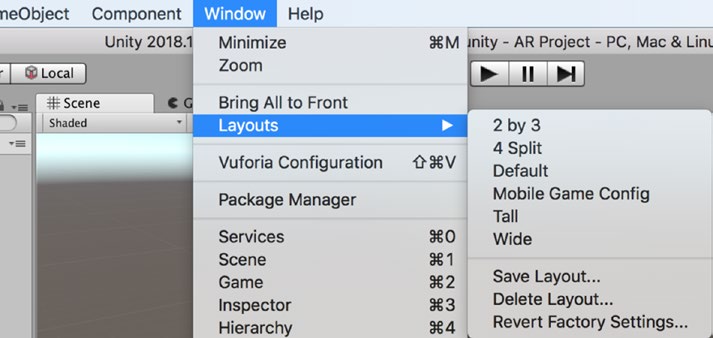 Component Window Help
Unity 2018.1 - AR Project - PC, Mac & Linu
Local
Scene
Shaded
Minimize ⌘M
Zoom
Bring All to Front
Layouts
Vuforia Configuration ⇧⌘V
Package Manager
Services ⌘0
Scene ⌘1
Game ⌘2
Inspector ⌘3
Hierarchy ⌘4
2 by 3
4 Split
Default
Mobile Game Config
Tall
Wide
Save Layout...
Delete Layout...
Revert Factory Settings...